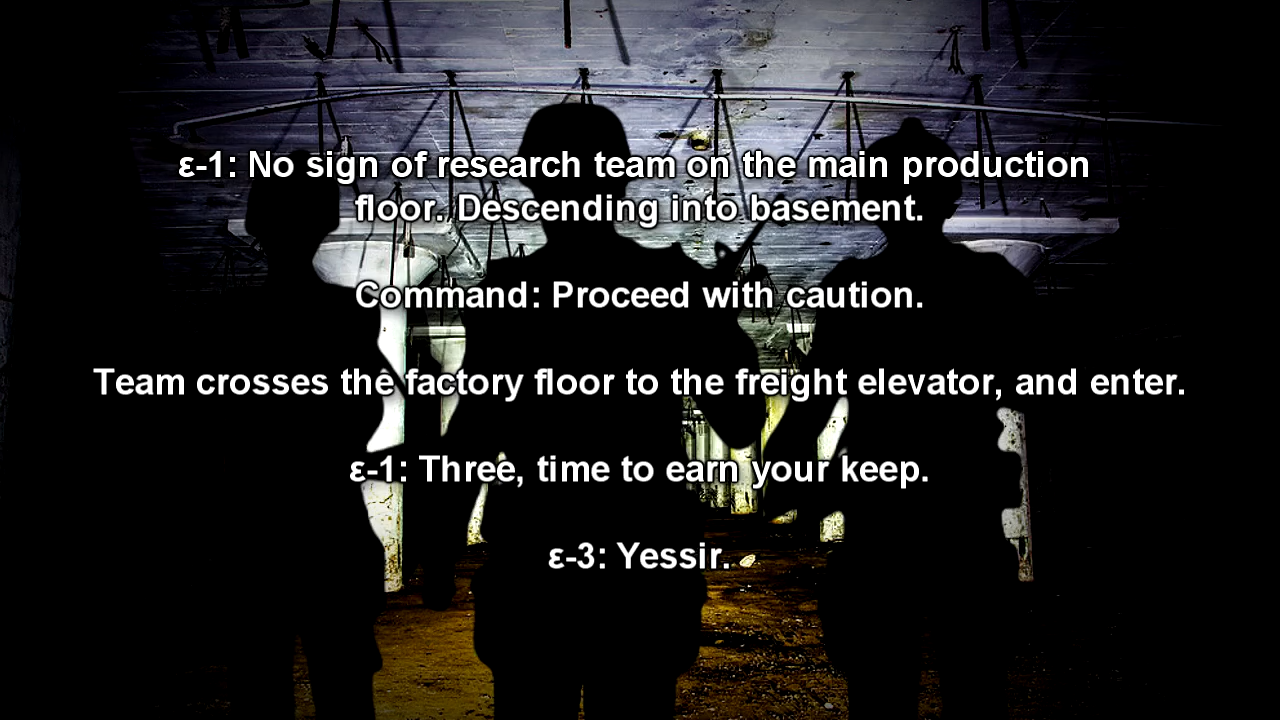 ε-1: No sign of research team on the main production
floor. Descending into basement.
Command: Proceed with caution.
Team crosses the factory floor to the freight elevator, and enter.
ε-1: Three, time to earn your keep.
ε-3: Yessir.